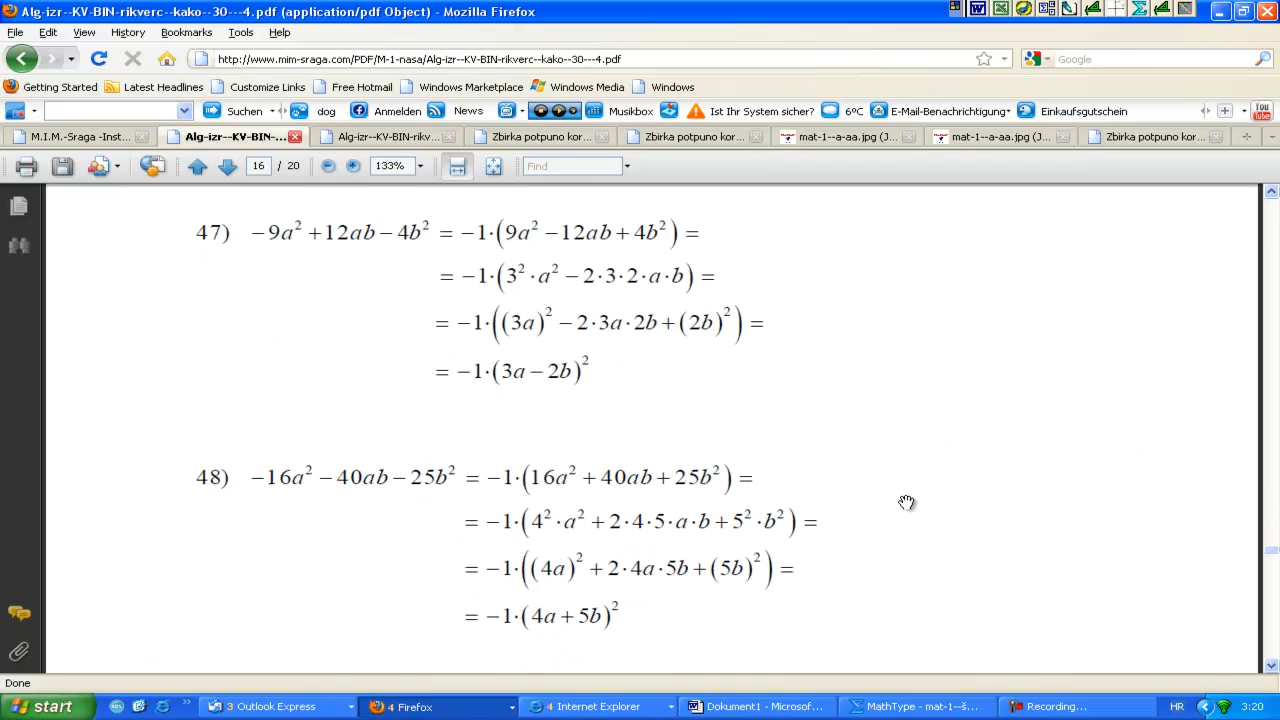 Alg-izr--KV-BIN-rikverc--kako--30---4.pdf (application/pdf Object) - Mozilla Firefox
File Edit View History Bookmarks Tools Help
http://www.mim-sraga.com/PDF/M-1-nasa/Alg-izr--KV-BIN-rikverc--kako--30---4.pdf Google
Getting Started Latest Headlines Customize Links Free Hotmail Windows Marketplace Windows Media Windows
Suchen dog Anmelden News Musikbox Ist Ihr System sicher? 6ºC E-Mail-Benachrichtigung Einkaufsgutschein You Tube
M.I.M.-Sraga -Inst... Alg-izr--KV-BIN-... Alg-izr--KV-BIN-rikv... Zbirka potpuno kor... Zbirka potpuno kor... mat-1--a-aa.jpg (J... mat-1--a-aa.jpg (J... Zbirka potpuno kor...
16 / 20 133% Find
47) −9a² +12ab − 4b² = −1·(9a² −12ab + 4b²) =
= −1·(3² · a² − 2·3·2·a·b) =
= −1·((3a)² − 2·3a·2b + (2b)²) =
= −1·(3a − 2b)²
48) −16a² − 40ab − 25b² = −1·(16a² + 40ab + 25b²) =
= −1·(4² · a² + 2·4·5·a·b + 5² · b²) =
= −1·((4a)² + 2·4a·5b + (5b)²) =
= −1·(4a + 5b)²
Done
start 3 Outlook Express 4 Firefox 4 Internet Explorer Dokument1 - Microsof... MathType - mat-1--š... Recording... HR 3:20